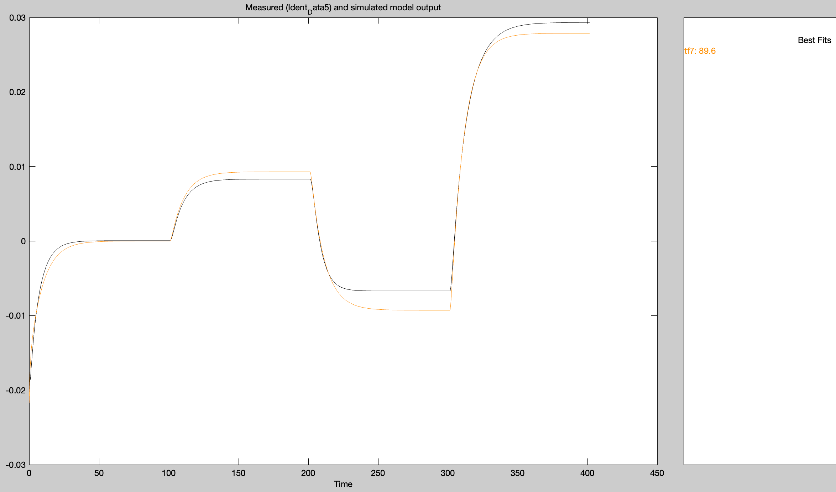 Measured (Ident_Data5) and simulated model output
0.03
0.02
0.01
0
-0.01
-0.02
-0.03
0 50 100 150 200 250 300 350 400 450
Time
Best Fits
tf7: 89.6